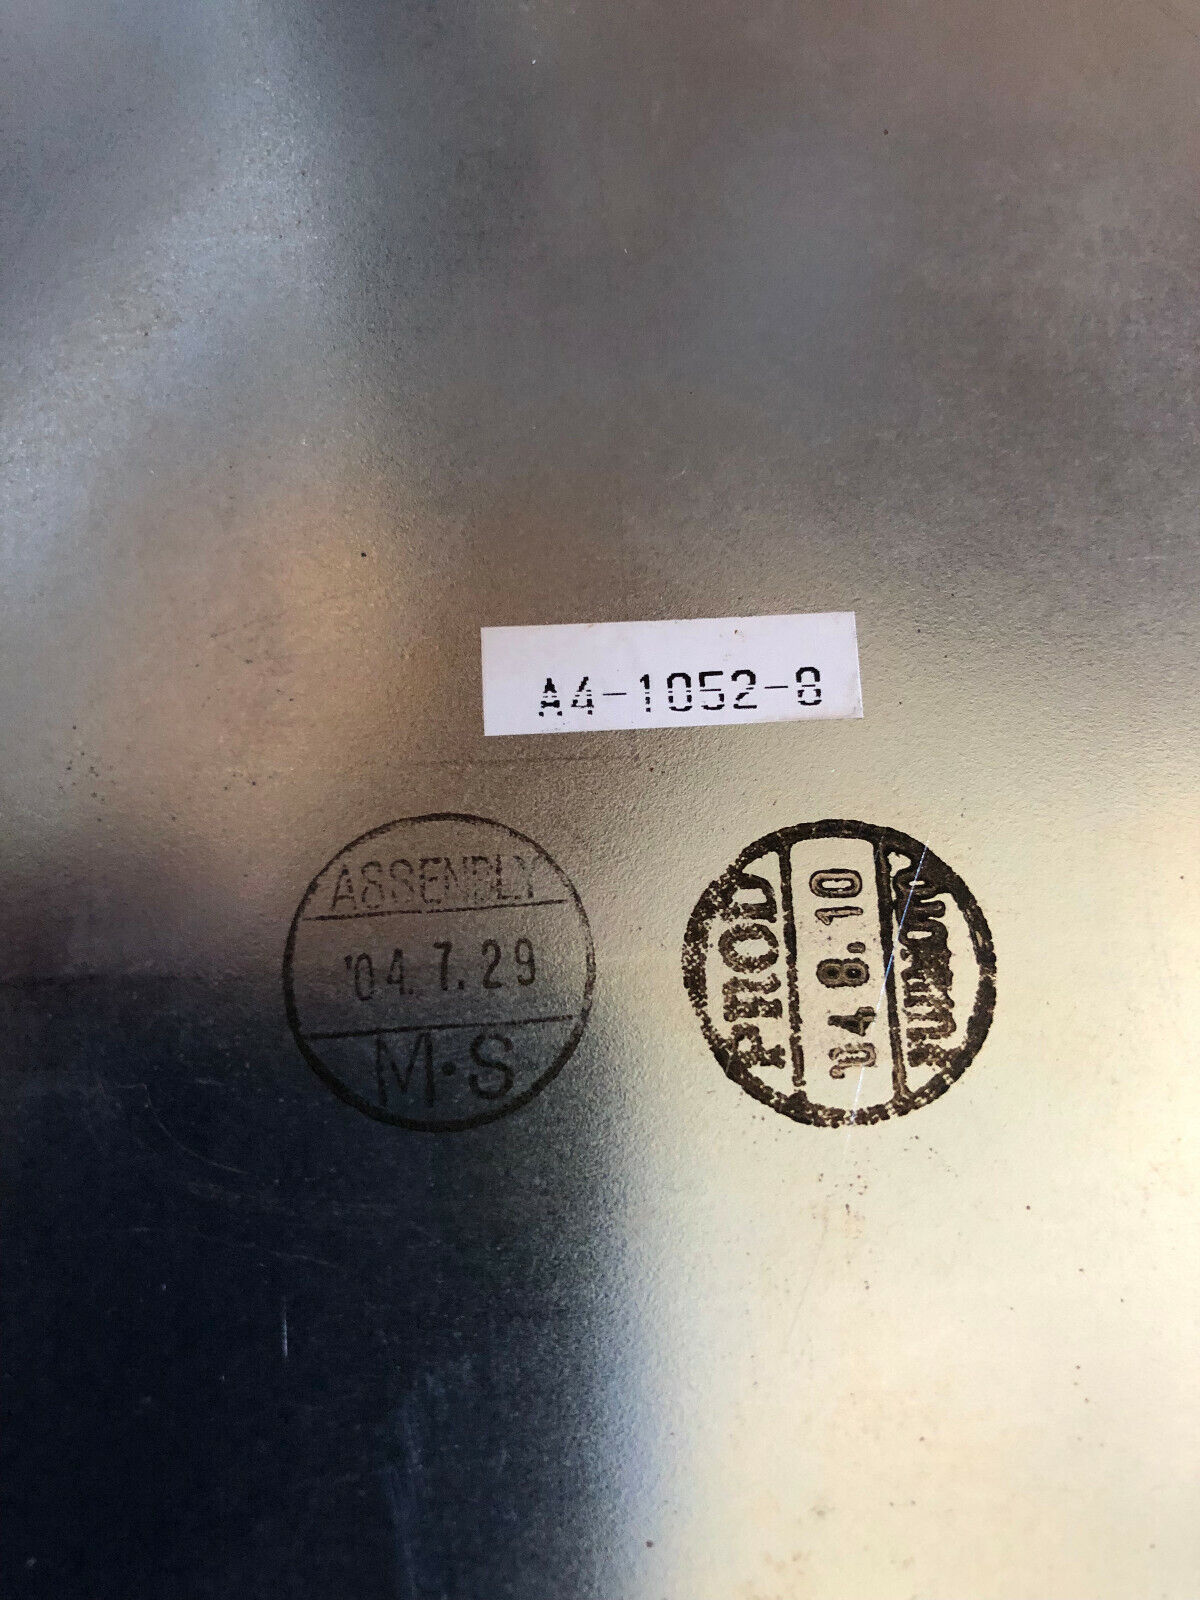 A4-1052-8
ASSEMBLY
'04.7.29
M·S
PROD
'04 8.10